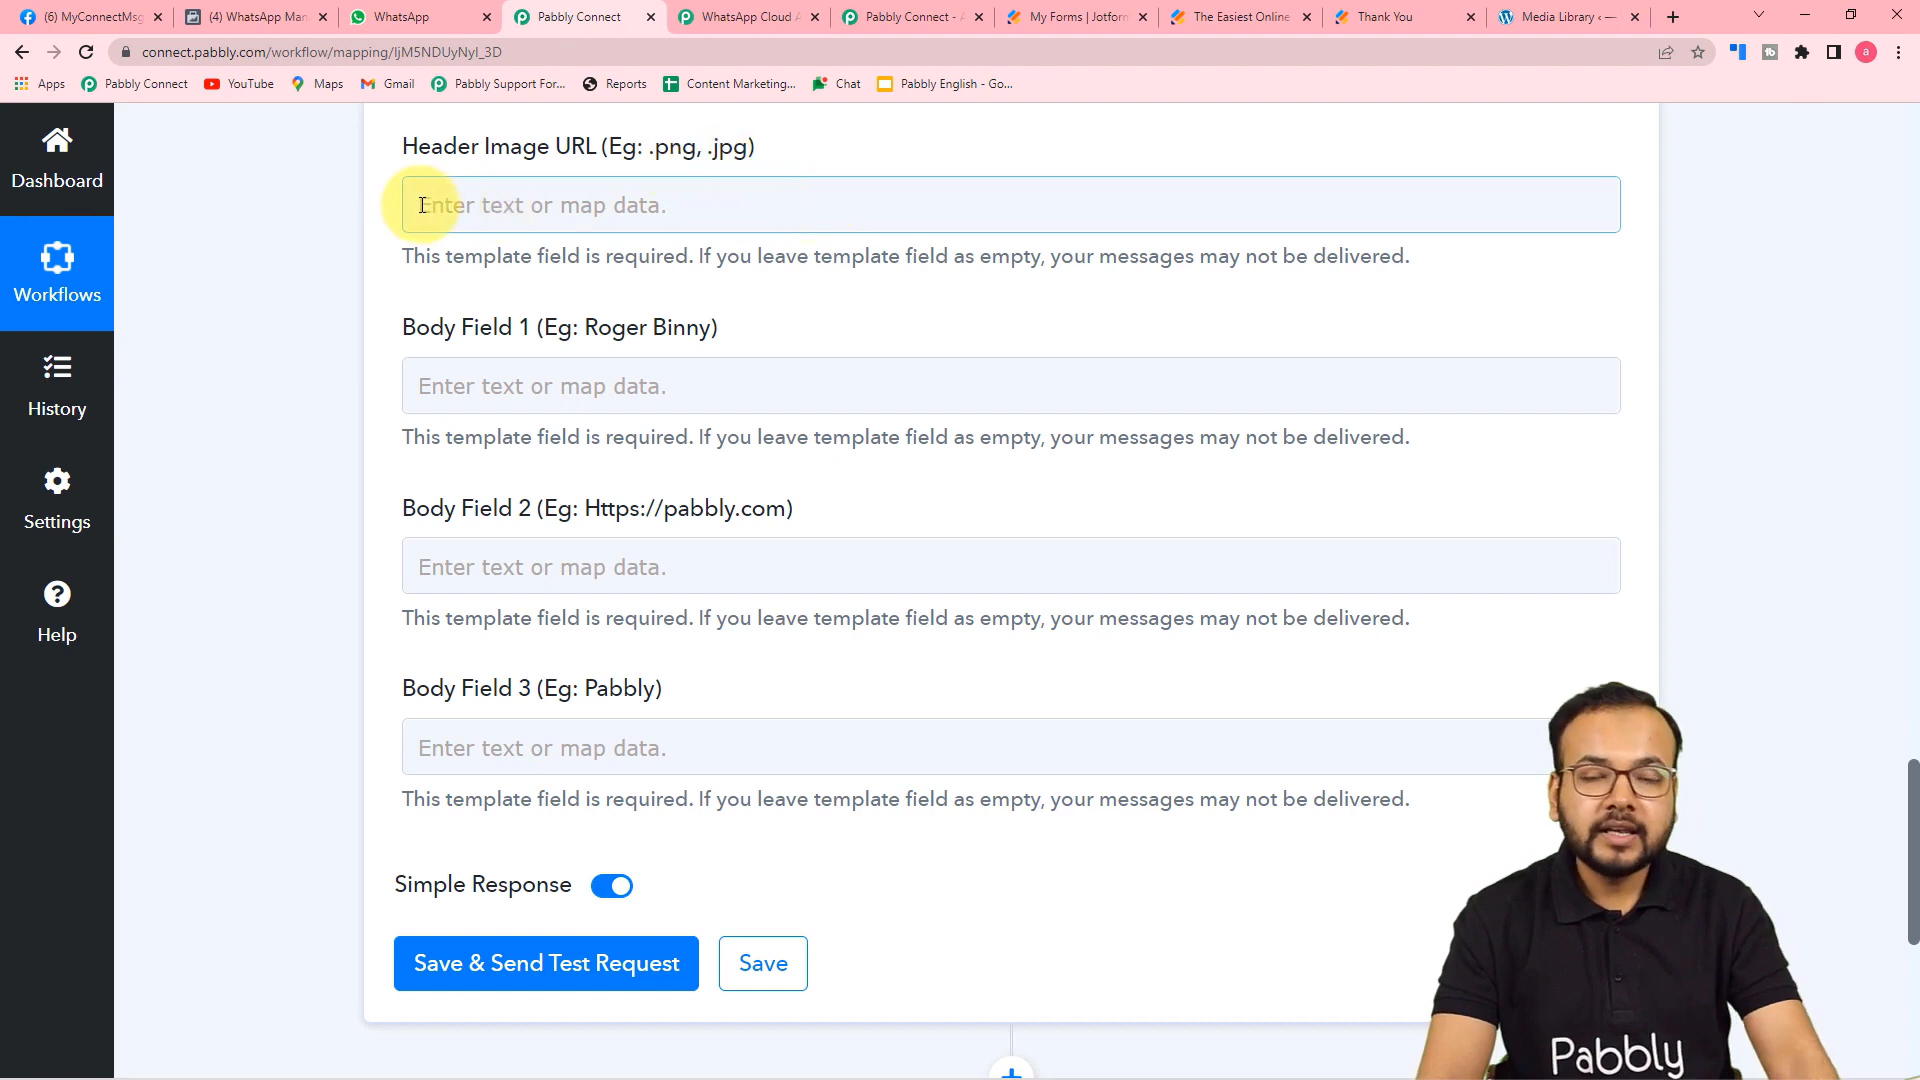 (6) MyConnectMsg
(4) WhatsApp Man
WhatsApp
Pabbly Connect
WhatsApp Cloud A
Pabbly Connect - A
My Forms | Jotform
The Easiest Online
Thank You
Media Library ‹ —
connect.pabbly.com/workflow/mapping/IjM5NDUyNyI_3D
Apps
Pabbly Connect
YouTube
Maps
Gmail
Pabbly Support For...
Reports
Content Marketing...
Chat
Pabbly English - Go...
a
Dashboard
Workflows
History
Settings
Help
Header Image URL (Eg: .png, .jpg)
Enter text or map data.
This template field is required. If you leave template field as empty, your messages may not be delivered.
Body Field 1 (Eg: Roger Binny)
Enter text or map data.
This template field is required. If you leave template field as empty, your messages may not be delivered.
Body Field 2 (Eg: Https://pabbly.com)
Enter text or map data.
This template field is required. If you leave template field as empty, your messages may not be delivered.
Body Field 3 (Eg: Pabbly)
Enter text or map data.
This template field is required. If you leave template field as empty, your messages may not be delivered.
Simple Response
Save & Send Test Request
Save
Pabbly